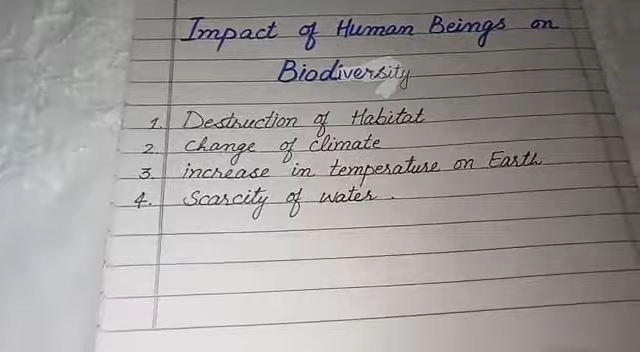 Impact of Human Beings on
Biodiversity
1. Destruction of Habitat
2. Change of climate
3. increase in temperature on Earth
4. Scarcity of water.